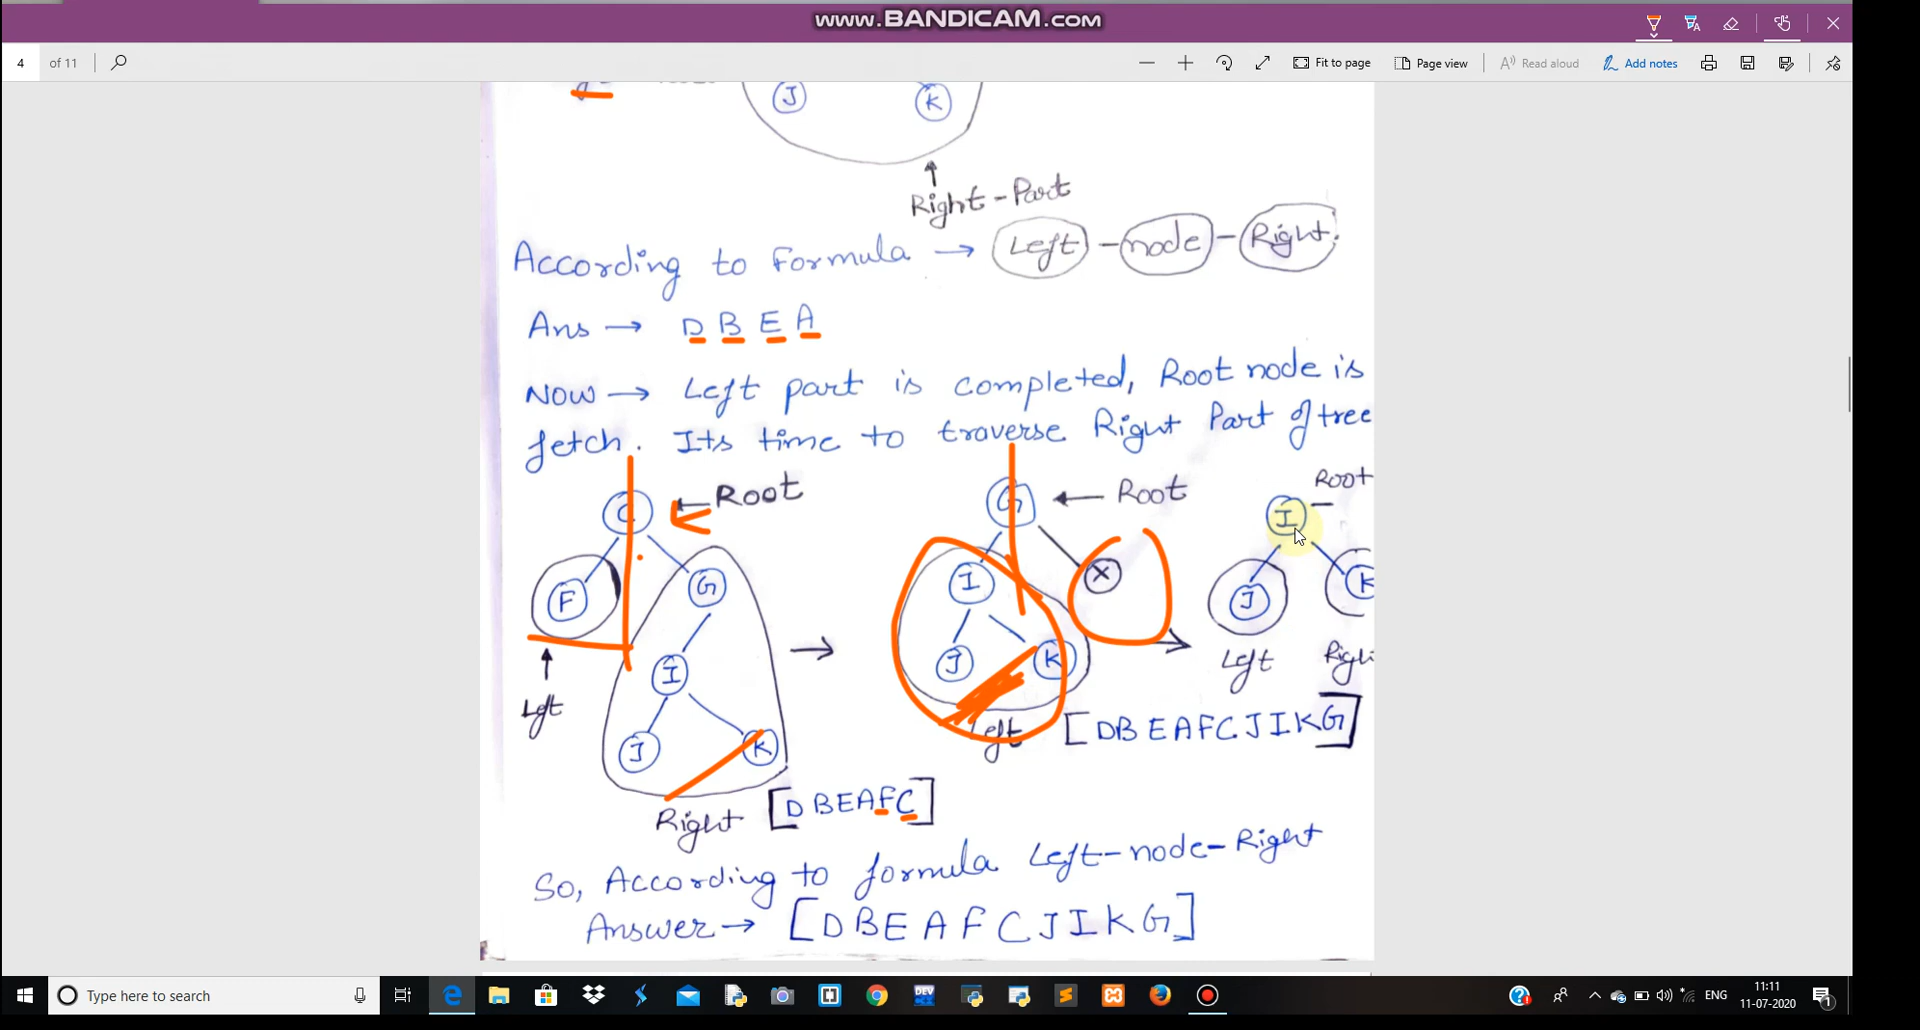 www.BANDICAM.com
4 of 11
Fit to page
Page view
Read aloud
Add notes
J K
Right-Part
According to Formula → Left - node - Right.
Ans → D B E A
Now → Left part is completed, Root node is
fetch. Its time to traverse Right Part of tree
C ← Root
G ← Root
I Root
F G
I X
J K
I
J K
Left Right
J K
Left
Left
[DBEAFCJIKG]
Right
[DBEAFC]
So, According to formula Left-node-Right
Answer → [DBEAFCJIKG]
Type here to search
DEV
ENG
11:11
11-07-2020
1